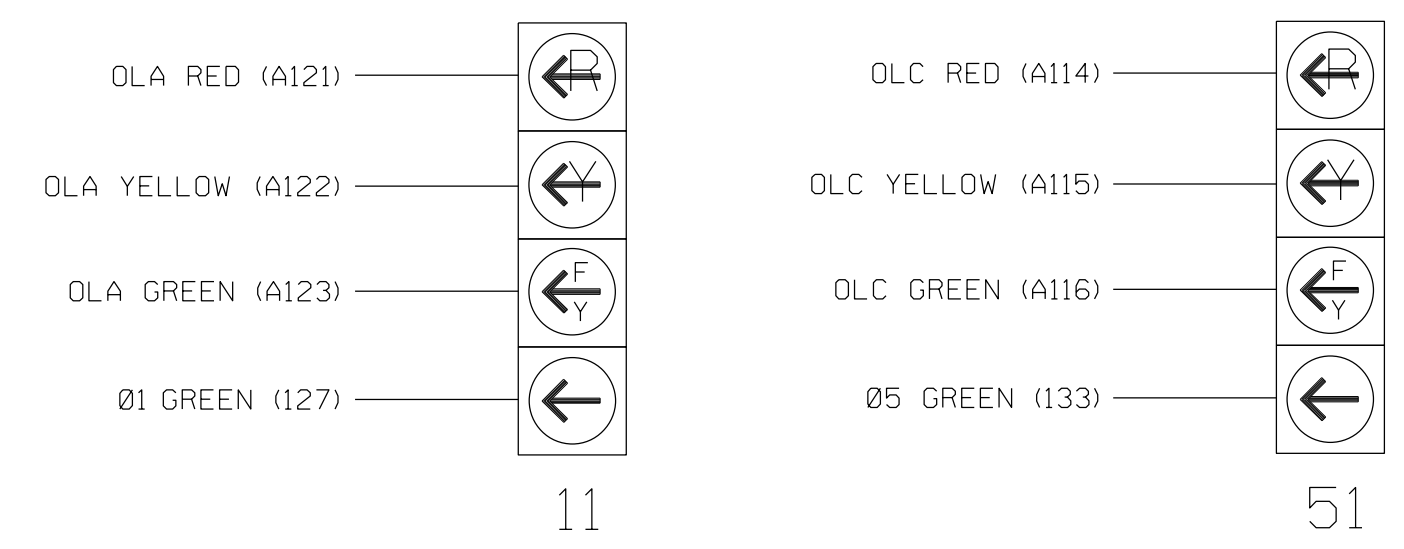 OLA RED (A121)
R
OLA YELLOW (A122)
Y
OLA GREEN (A123)
F
Y
Ø1 GREEN (127)
11
OLC RED (A114)
R
OLC YELLOW (A115)
Y
OLC GREEN (A116)
F
Y
Ø5 GREEN (133)
51